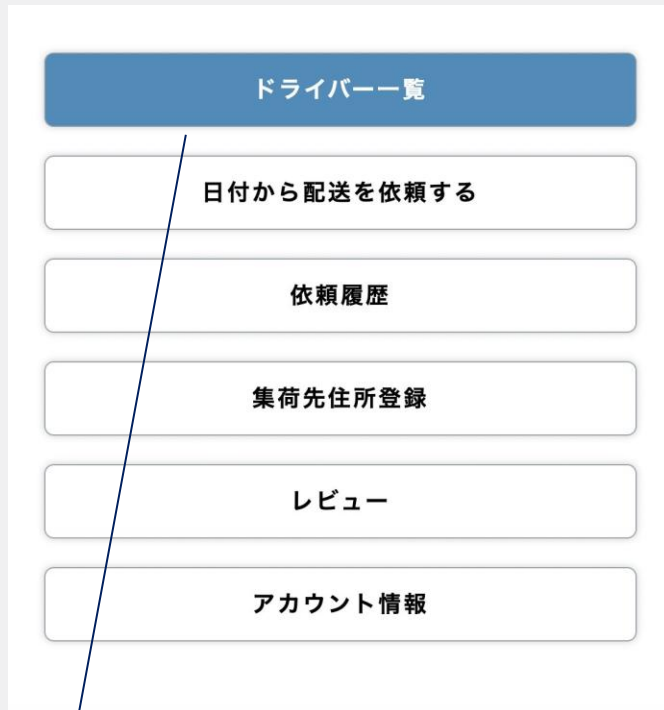 ドライバー一覧
日付から配送を依頼する
依頼履歴
集荷先住所登録
レビュー
アカウント情報